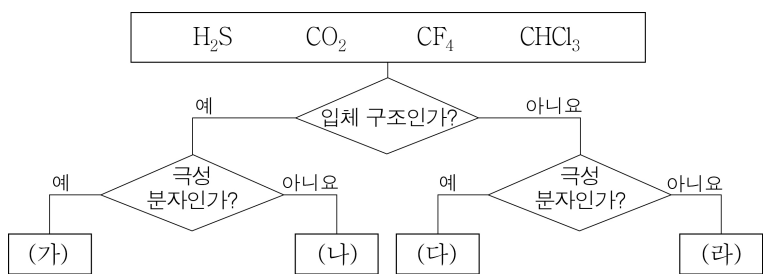 H₂S CO₂ CF₄ CHCl₃
입체 구조인가?
예 아니요
극성
분자인가?
예 아니요
극성
분자인가?
예 아니요
(가) (나) (다) (라)